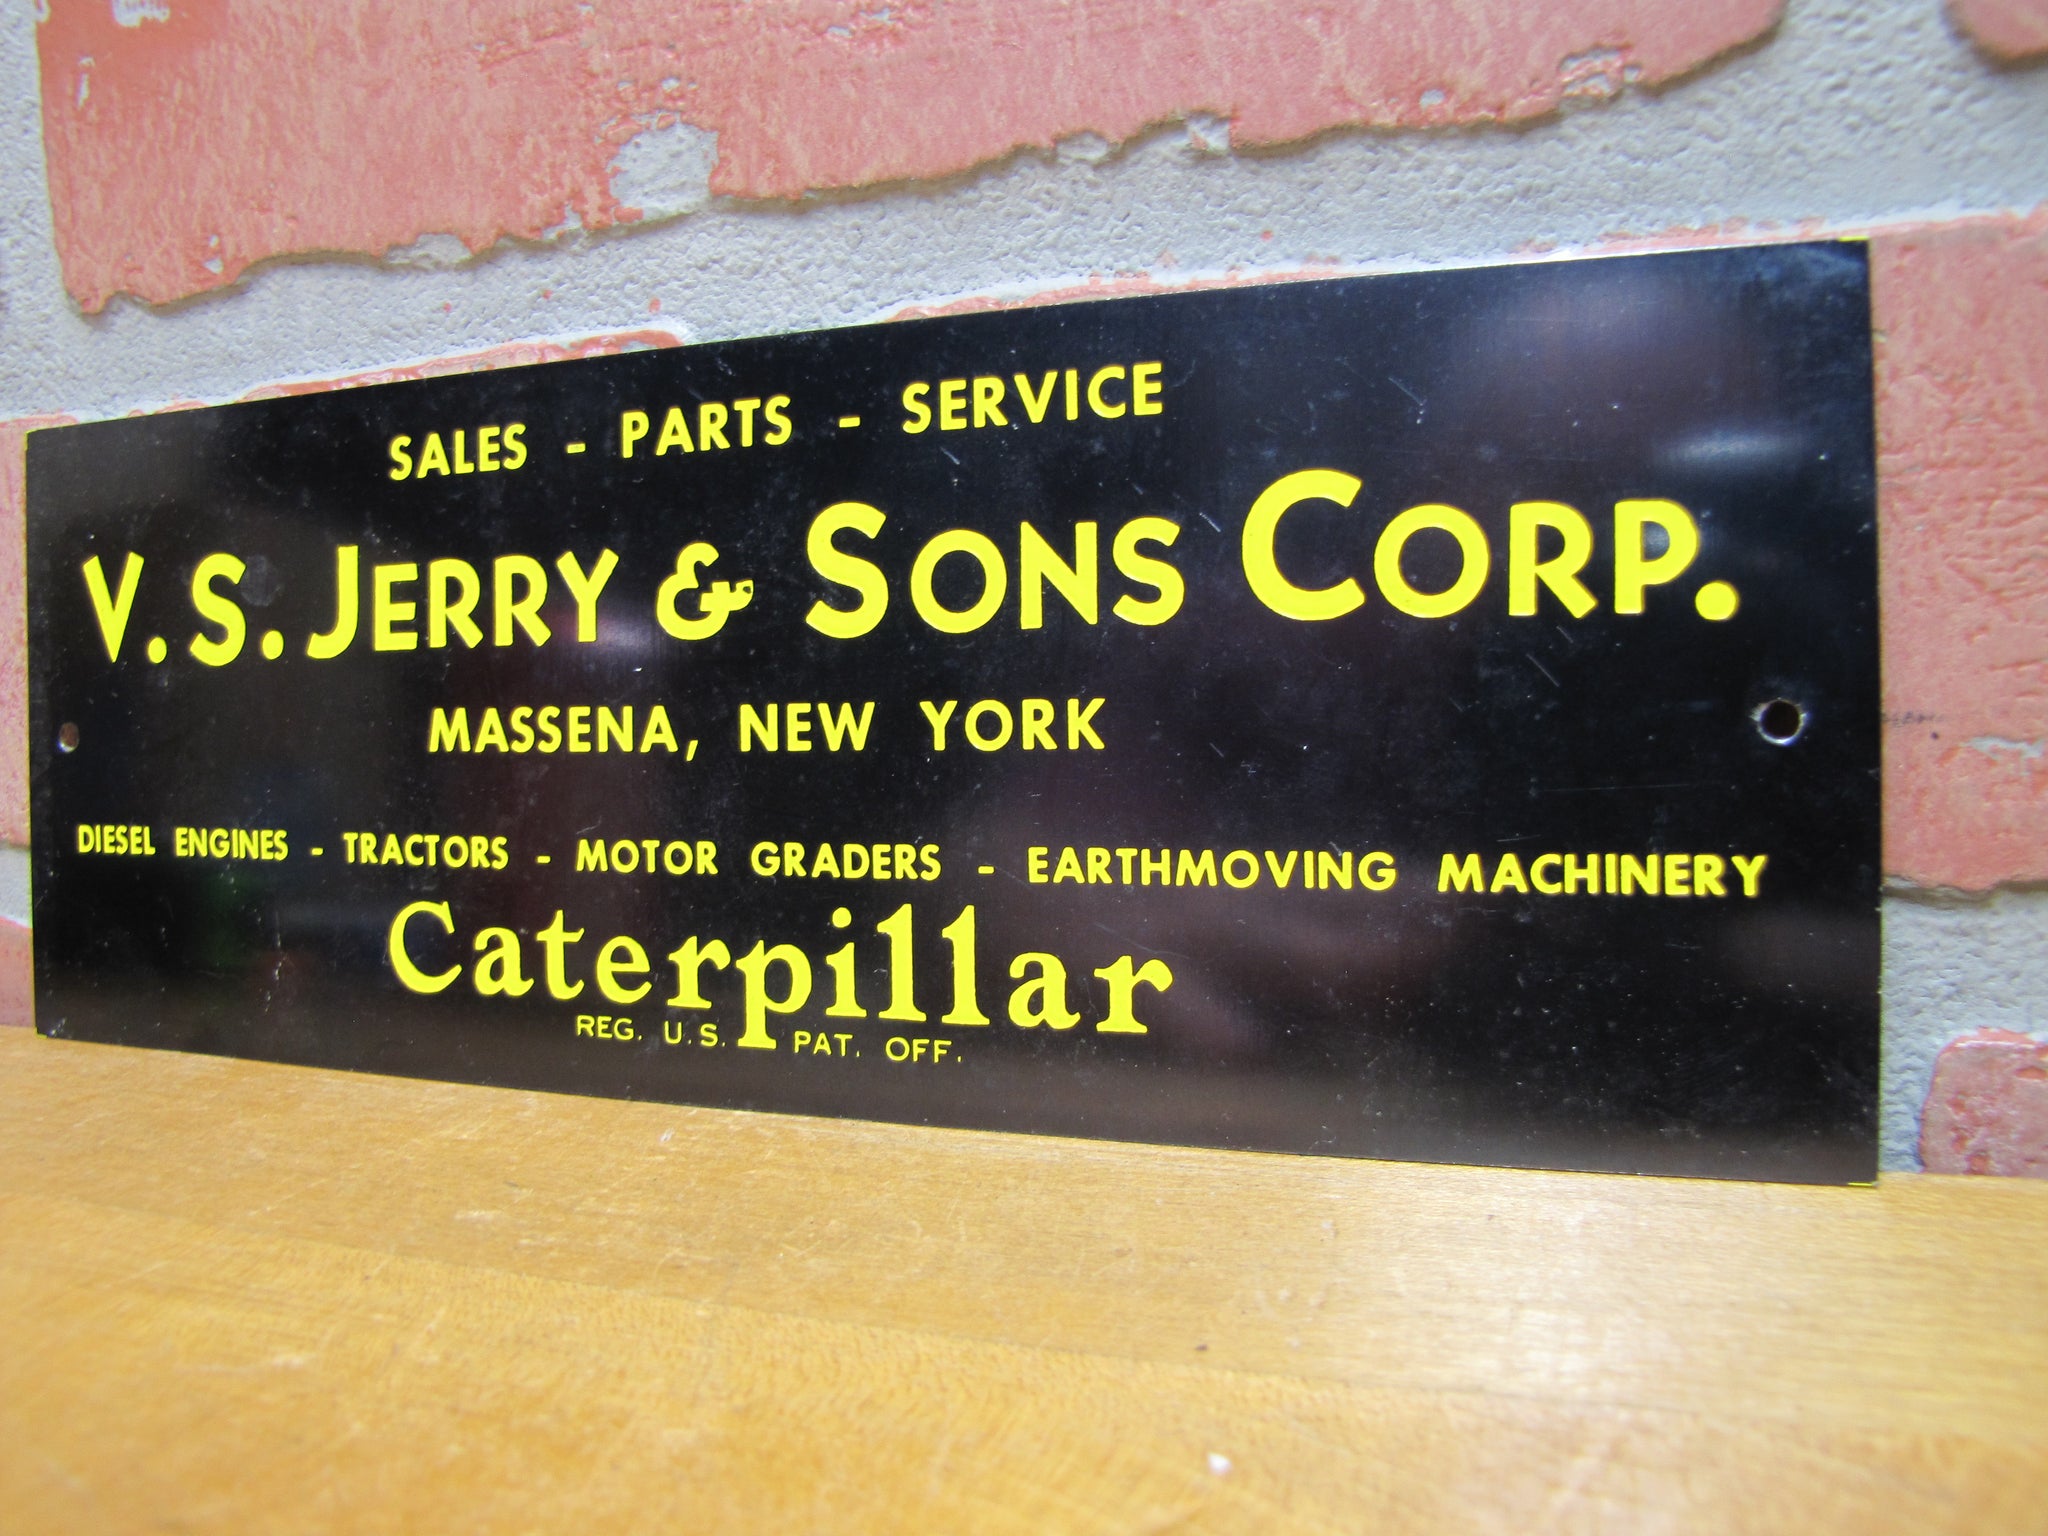 SALES - PARTS - SERVICE
V. S. JERRY & SONS CORP.
MASSENA, NEW YORK
DIESEL ENGINES - TRACTORS - MOTOR GRADERS - EARTHMOVING MACHINERY
Caterpillar
REG. U.S. PAT. OFF.